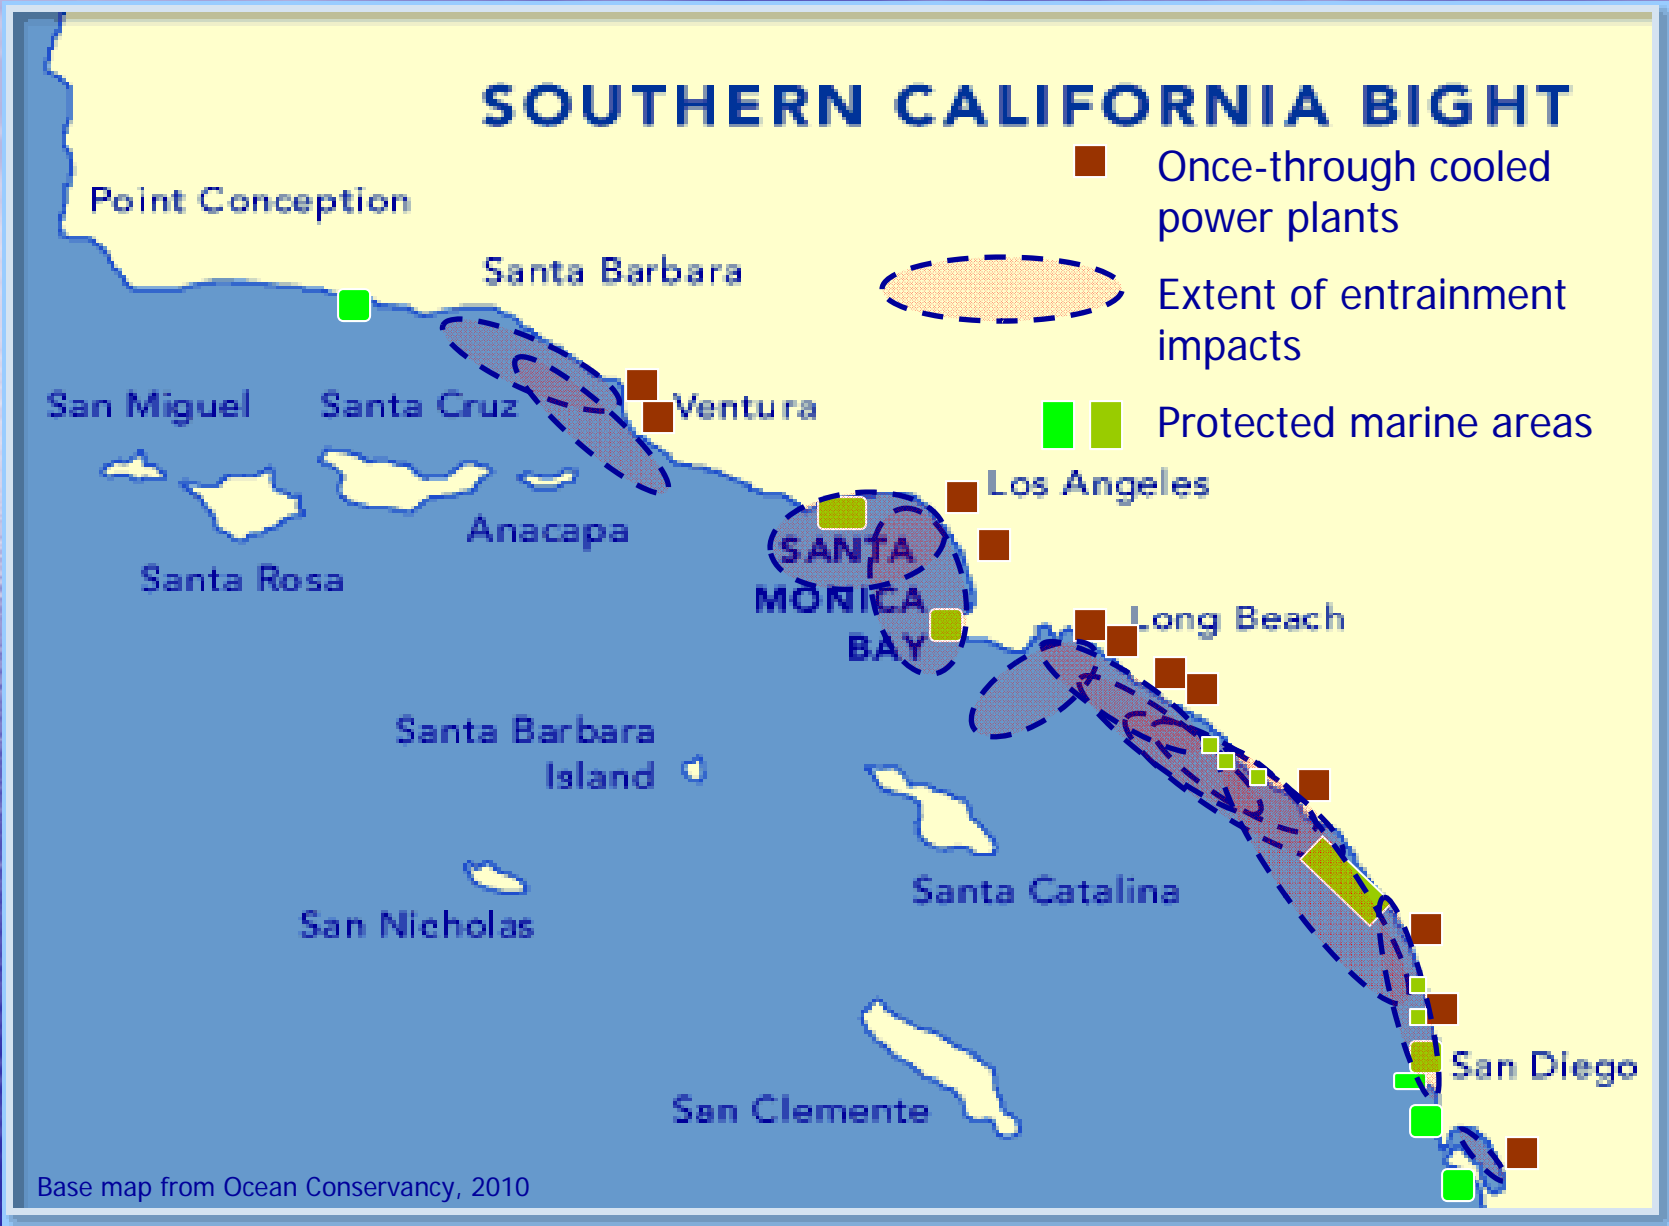 SOUTHERN CALIFORNIA BIGHT
Once-through cooled
power plants
Point Conception
Santa Barbara
Extent of entrainment
impacts
San Miguel
Santa Cruz
Ventura
Protected marine areas
Los Angeles
Anacapa
Santa Rosa
SANTA
MONICA
BAY
Long Beach
Santa Barbara
Island
Santa Catalina
San Nicholas
San Diego
San Clemente
Base map from Ocean Conservancy, 2010